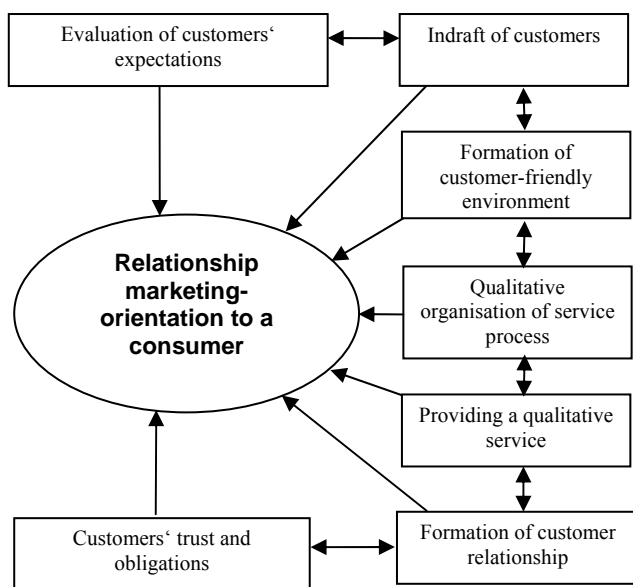 Evaluation of customers‘
expectations
Indraft of customers
Formation of
customer-friendly
environment
Relationship
marketing-
orientation to a
consumer
Qualitative
organisation of service
process
Providing a qualitative
service
Customers‘ trust and
obligations
Formation of customer
relationship